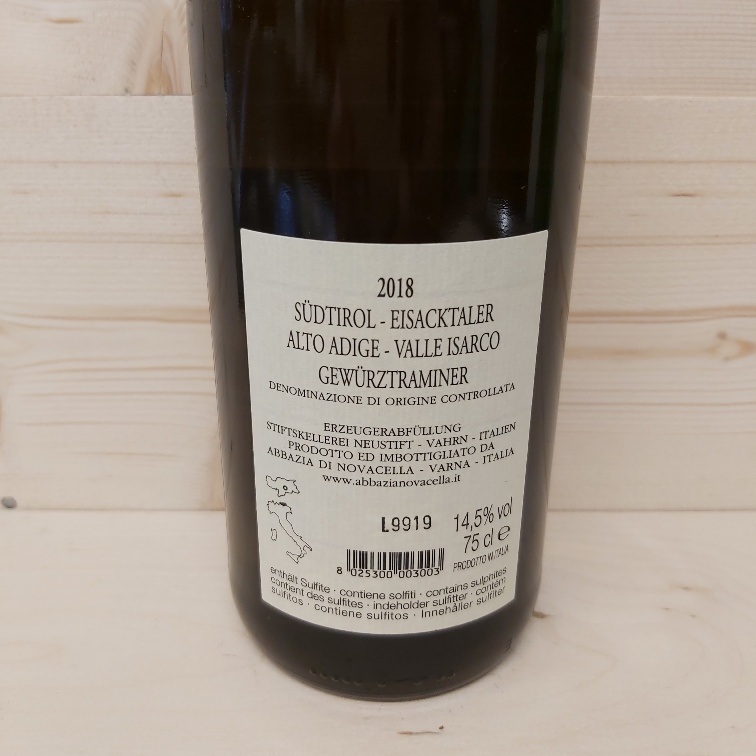 2018
SÜDTIROL - EISACKTALER
ALTO ADIGE - VALLE ISARCO
GEWÜRZTRAMINER
DENOMINAZIONE DI ORIGINE CONTROLLATA
ERZEUGERABFÜLLUNG
STIFTSKELLEREI NEUSTIFT - VAHRN - ITALIEN
PRODOTTO ED IMBOTTIGLIATO DA
ABBAZIA DI NOVACELLA - VARNA - ITALIA
www.abbazianovacella.it
L9919
14,5% vol
75 cl ℮
PRODOTTO IN ITALIA
8 025300 003003
enthält Sulfite · contiene solfiti · contains sulphites
contient des sulfites · indeholder sulfitter · contém
sulfitos · contiene sulfitos · Innehåller sulfiter